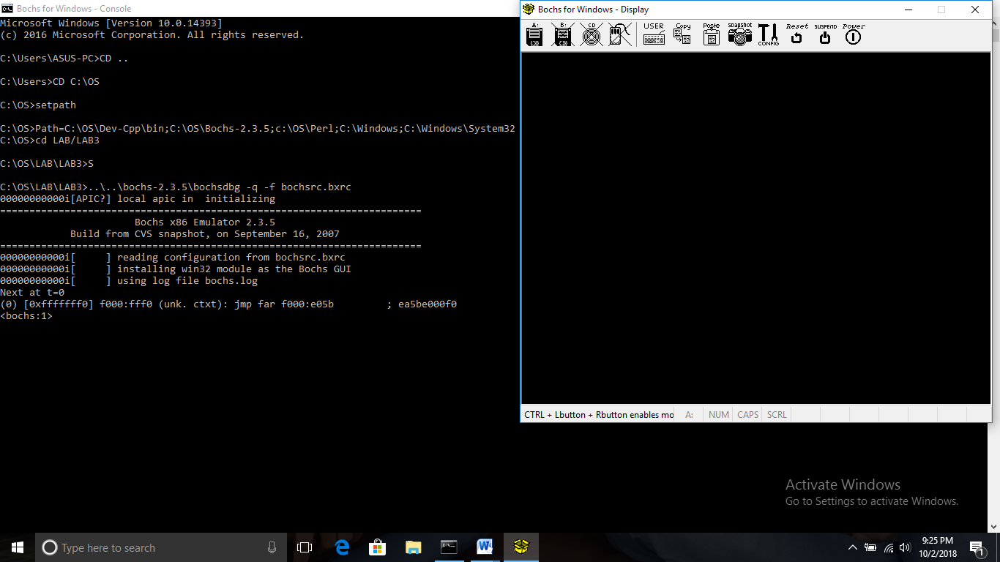 Bochs for Windows - Console
Microsoft Windows [Version 10.0.14393]
(c) 2016 Microsoft Corporation. All rights reserved.
C:\Users\ASUS-PC>CD ..
C:\Users>CD C:\OS
C:\OS>setpath
C:\OS>Path=C:\OS\Dev-Cpp\bin;C:\OS\Bochs-2.3.5;c:\OS\Perl;C:\Windows;C:\Windows\System32
C:\OS>cd LAB/LAB3
C:\OS\LAB\LAB3>S
C:\OS\LAB\LAB3>..\..\bochs-2.3.5\bochsdbg -q -f bochsrc.bxrc
00000000000i[APIC?] local apic in  initializing
========================================================================
Bochs x86 Emulator 2.3.5
Build from CVS snapshot, on September 16, 2007
========================================================================
00000000000i[     ] reading configuration from bochsrc.bxrc
00000000000i[     ] installing win32 module as the Bochs GUI
00000000000i[     ] using log file bochs.log
Next at t=0
(0) [0xfffffff0] f000:fff0 (unk. ctxt): jmp far f000:e05b         ; ea5be000f0
<bochs:1>
Bochs for Windows - Display
A: B: CD USER Copy Paste snapshot CONFIG Reset SUSPEND Power
CTRL + Lbutton + Rbutton enables mo A: NUM CAPS SCRL
Activate Windows
Go to Settings to activate Windows.
Type here to search
9:25 PM
10/2/2018
1